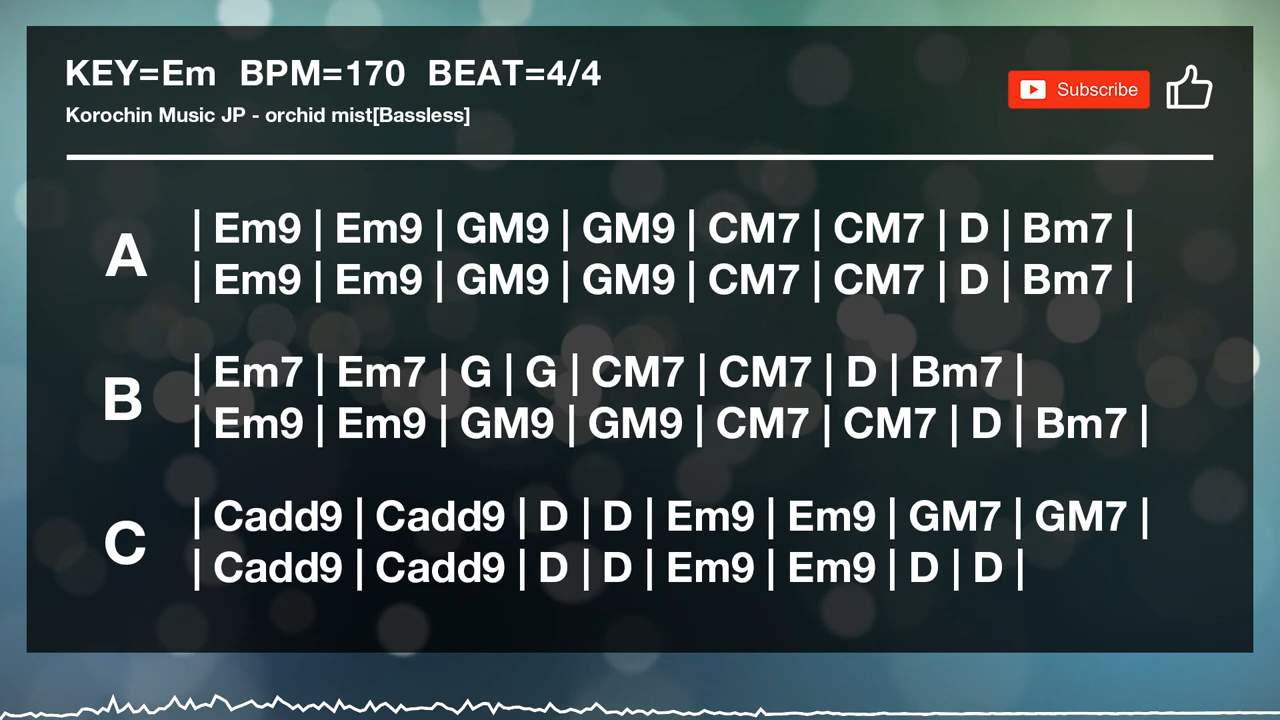 KEY=Em BPM=170 BEAT=4/4
Korochin Music JP - orchid mist[Bassless]
Subscribe
A
| Em9 | Em9 | GM9 | GM9 | CM7 | CM7 | D | Bm7 |
| Em9 | Em9 | GM9 | GM9 | CM7 | CM7 | D | Bm7 |
B
| Em7 | Em7 | G | G | CM7 | CM7 | D | Bm7 |
| Em9 | Em9 | GM9 | GM9 | CM7 | CM7 | D | Bm7 |
C
| Cadd9 | Cadd9 | D | D | Em9 | Em9 | GM7 | GM7 |
| Cadd9 | Cadd9 | D | D | Em9 | Em9 | D | D |